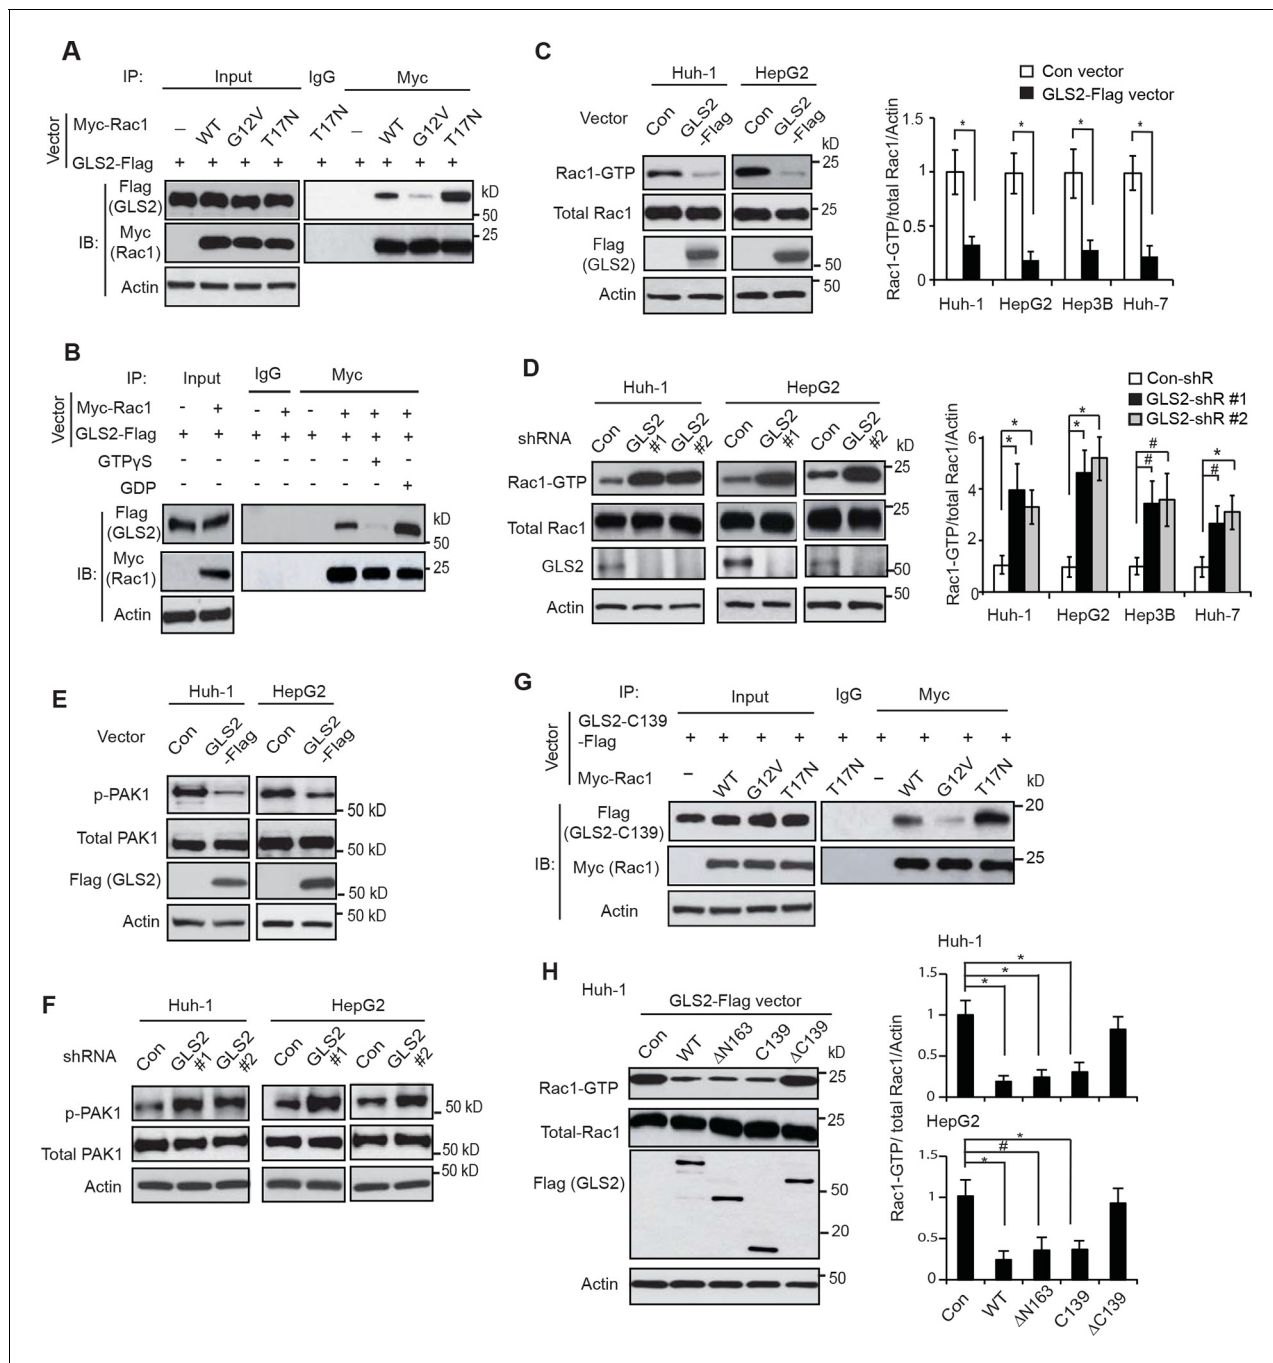 A
IP: Input IgG Myc
Vector
Myc-Rac1 – WT G12V T17N T17N – WT G12V T17N
GLS2-Flag + + + + + + + + +
IB:
Flag
(GLS2)
kD
50
Myc
(Rac1)
25
Actin
B
IP: Input IgG Myc
Vector
Myc-Rac1 - + - + - + + +
GLS2-Flag + + + + + + + +
GTPγS - - - - - - + -
GDP - - - - - - - +
IB:
Flag
(GLS2)
kD
50
Myc
(Rac1)
25
Actin
C
Huh-1 HepG2
Vector Con GLS2 -Flag Con GLS2 -Flag
kD
Rac1-GTP 25
Total Rac1 25
Flag
(GLS2)
50
Actin 50
Con vector
GLS2-Flag vector
Rac1-GTP/total Rac1/Actin
1.5
1
0.5
0
* * * *
Huh-1 HepG2 Hep3B Huh-7
D
Huh-1 HepG2
shRNA Con GLS2 #1 GLS2 #2 Con GLS2 #1 Con GLS2 #2
kD
Rac1-GTP 25
Total Rac1 25
GLS2 50
Actin 50
Con-shR
GLS2-shR #1
GLS2-shR #2
Rac1-GTP/total Rac1/Actin
6
4
2
0
* * * * # # * #
Huh-1 HepG2 Hep3B Huh-7
E
Huh-1 HepG2
Vector Con GLS2 -Flag Con GLS2 -Flag
p-PAK1 50 kD
Total PAK1 50 kD
Flag (GLS2) 50 kD
Actin 50 kD
F
Huh-1 HepG2
shRNA Con GLS2 #1 GLS2 #2 Con GLS2 #1 Con GLS2 #2
p-PAK1 50 kD
Total PAK1 50 kD
Actin 50 kD
G
IP: Input IgG Myc
Vector
GLS2-C139
-Flag + + + + + + + + +
Myc-Rac1 – WT G12V T17N T17N – WT G12V T17N
kD
IB:
Flag
(GLS2-C139)
20
Myc (Rac1) 25
Actin
H
Huh-1 GLS2-Flag vector
Con WT ΔN163 C139 ΔC139
kD
Rac1-GTP 25
Total-Rac1 25
Flag (GLS2)
50
20
Actin 50
Huh-1
1.5
1
0.5
0
* * *
Rac1-GTP/ total Rac1/Actin
HepG2
1.5
1
0.5
0
* # *
Con WT ΔN163 C139 ΔC139